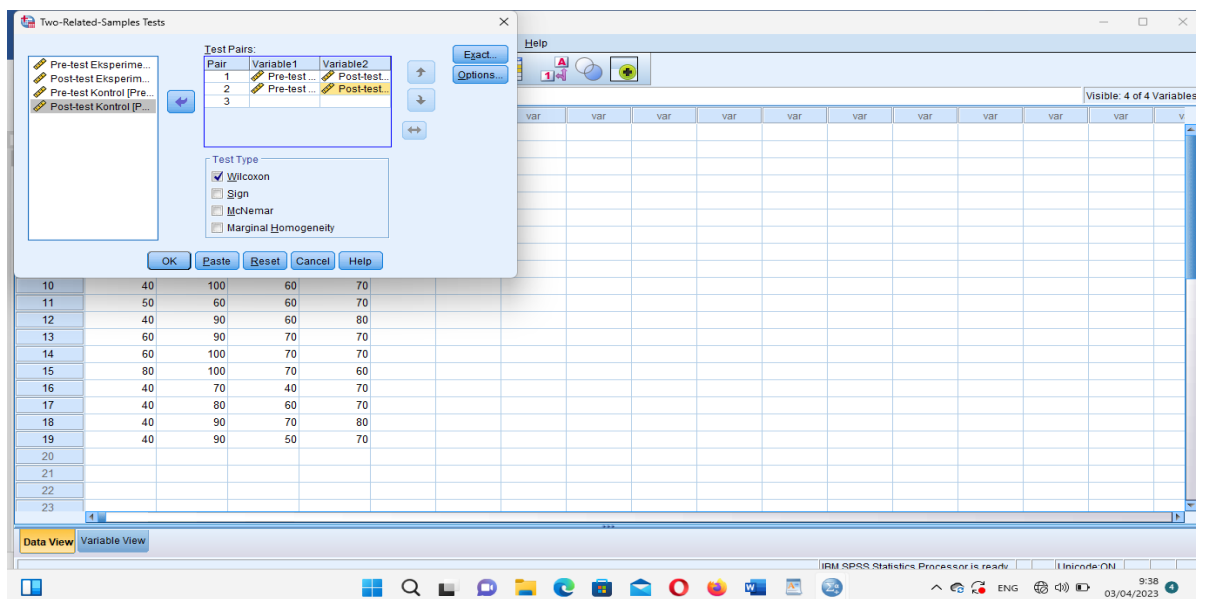 Two-Related-Samples Tests
Help
Pre-test Eksperime...
Post-test Eksperim...
Pre-test Kontrol [Pre...
Post-test Kontrol [P...
Test Pairs:
Pair Variable1 Variable2
1 Pre-test ... Post-test...
2 Pre-test ... Post-test...
3
Exact...
Options...
Test Type
Wilcoxon
Sign
McNemar
Marginal Homogeneity
OK Paste Reset Cancel Help
Visible: 4 of 4 Variables
var var var var var var var var var v
10 40 100 60 70
11 50 60 60 70
12 40 90 60 80
13 60 90 70 70
14 60 100 70 70
15 80 100 70 60
16 40 70 40 70
17 40 80 60 70
18 40 90 70 80
19 40 90 50 70
20
21
22
23
Data View Variable View
IBM SPSS Statistics Processor is ready Unicode:ON
ENG 9:38
03/04/2023 4